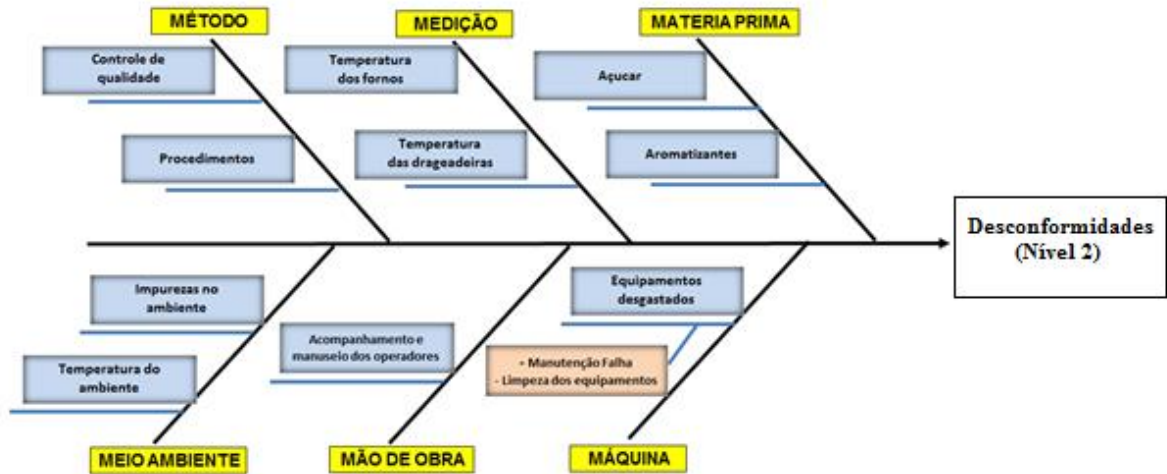 MÉTODO
MEDIÇÃO
MATERIA PRIMA
Controle de
qualidade
Temperatura
dos fornos
Açucar
Procedimentos
Temperatura
das drageadeiras
Aromatizantes
Desconformidades
(Nível 2)
Impurezas no
ambiente
Equipamentos
desgastados
Acompanhamento e
manuseio dos operadores
- Manutenção Falha
- Limpeza dos equipamentos
Temperatura do
ambiente
MEIO AMBIENTE
MÃO DE OBRA
MÁQUINA